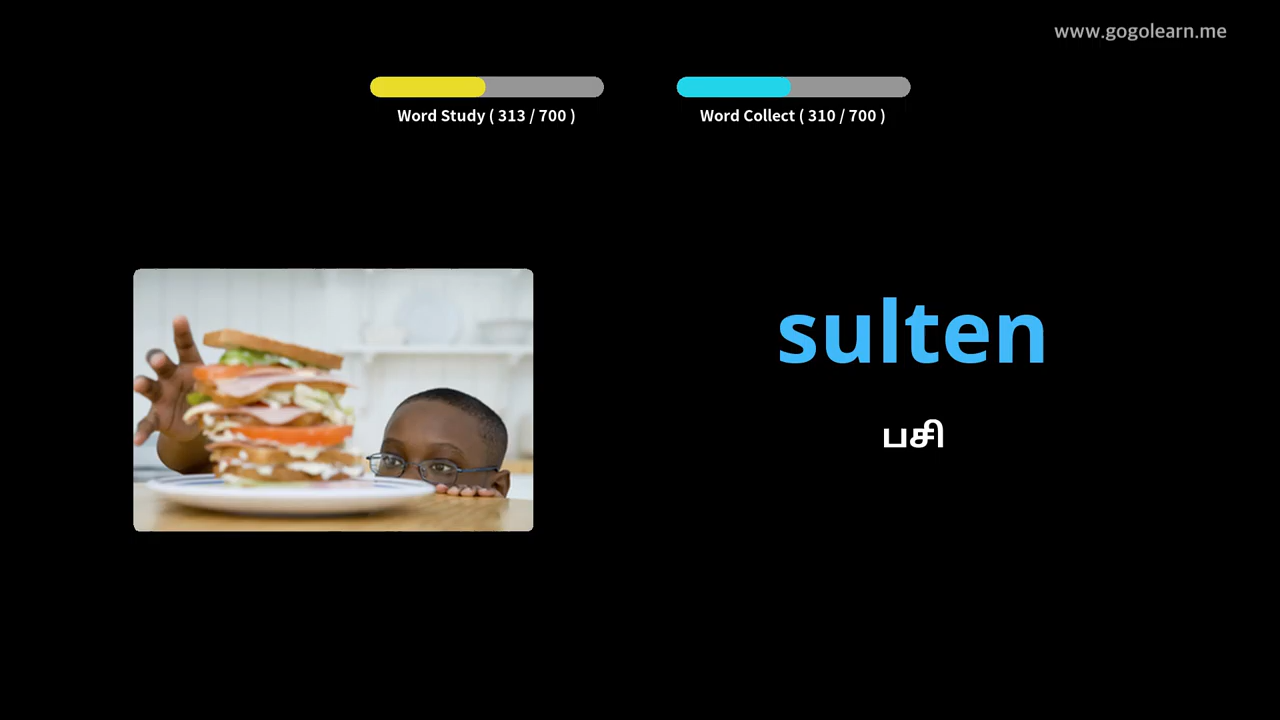 www.gogolearn.me
Word Study ( 313 / 700 )
Word Collect ( 310 / 700 )
sulten
பசி